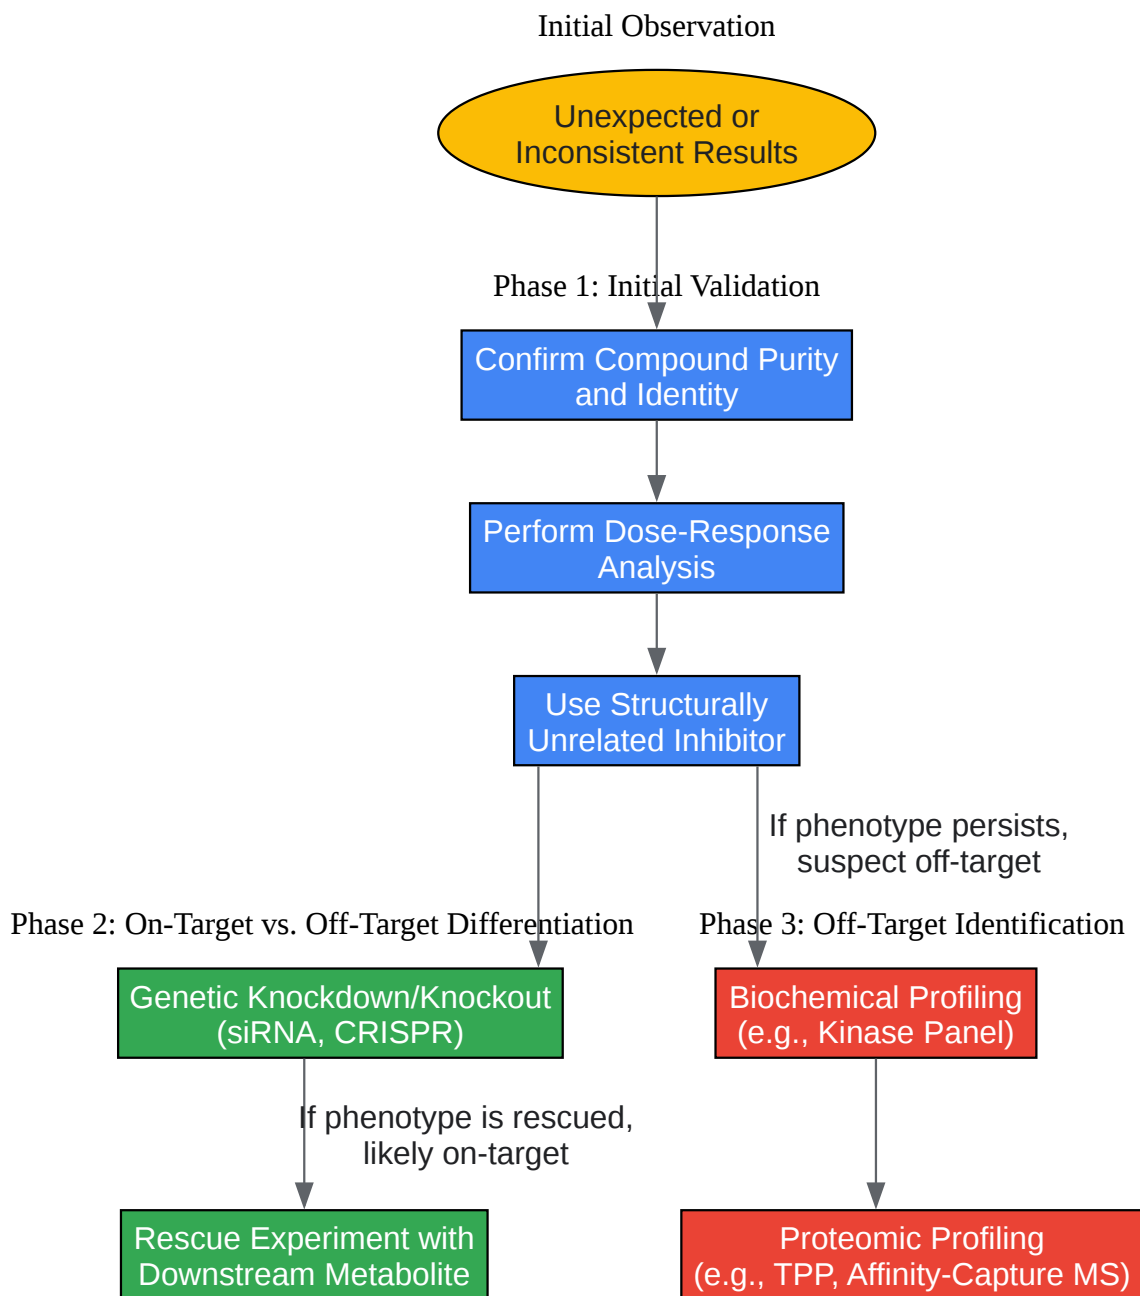 Initial Observation
Unexpected or
Inconsistent Results
Phase 1: Initial Validation
Confirm Compound Purity
and Identity
Perform Dose-Response
Analysis
Use Structurally
Unrelated Inhibitor
If phenotype persists,
suspect off-target
Phase 2: On-Target vs. Off-Target Differentiation
Phase 3: Off-Target Identification
Genetic Knockdown/Knockout
(siRNA, CRISPR)
Biochemical Profiling
(e.g., Kinase Panel)
If phenotype is rescued,
likely on-target
Rescue Experiment with
Downstream Metabolite
Proteomic Profiling
(e.g., TPP, Affinity-Capture MS)